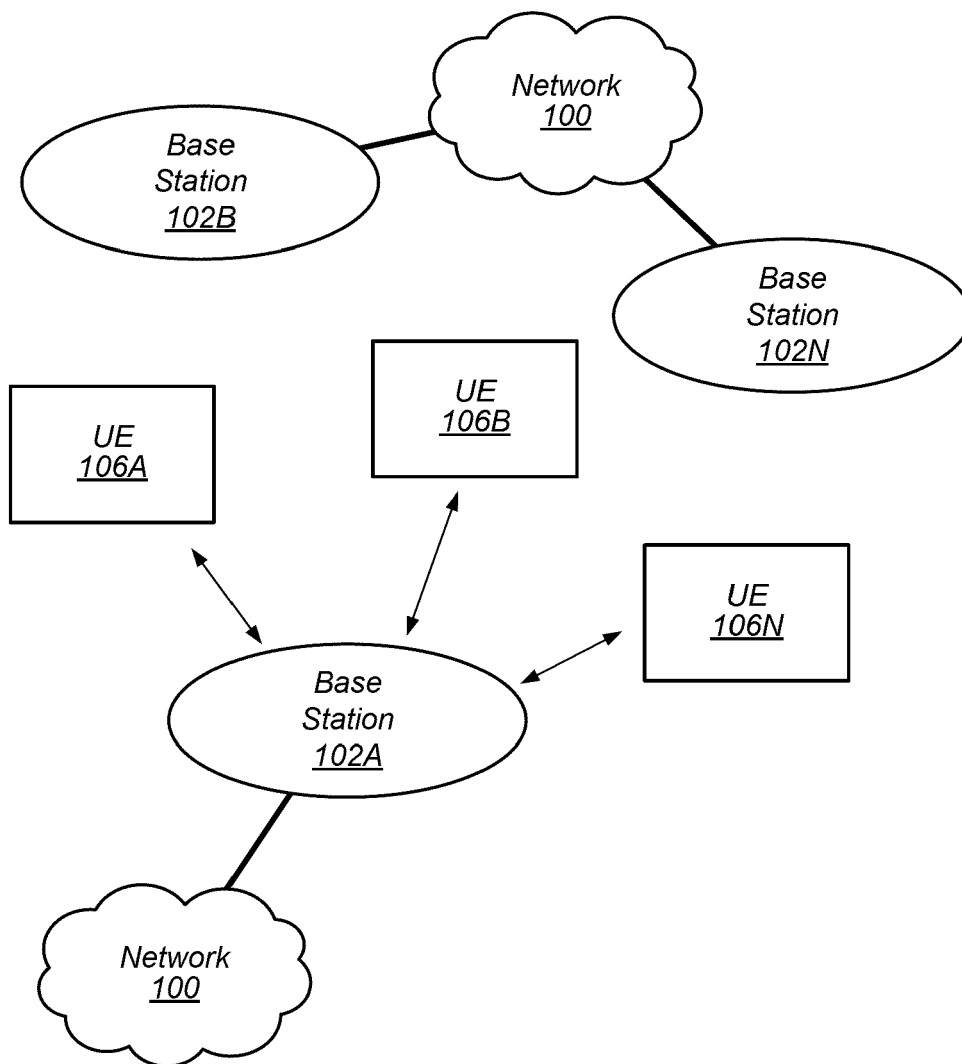 Network
100
Base
Station
102B
Base
Station
102N
UE
106B
UE
106A
UE
106N
Base
Station
102A
Network
100